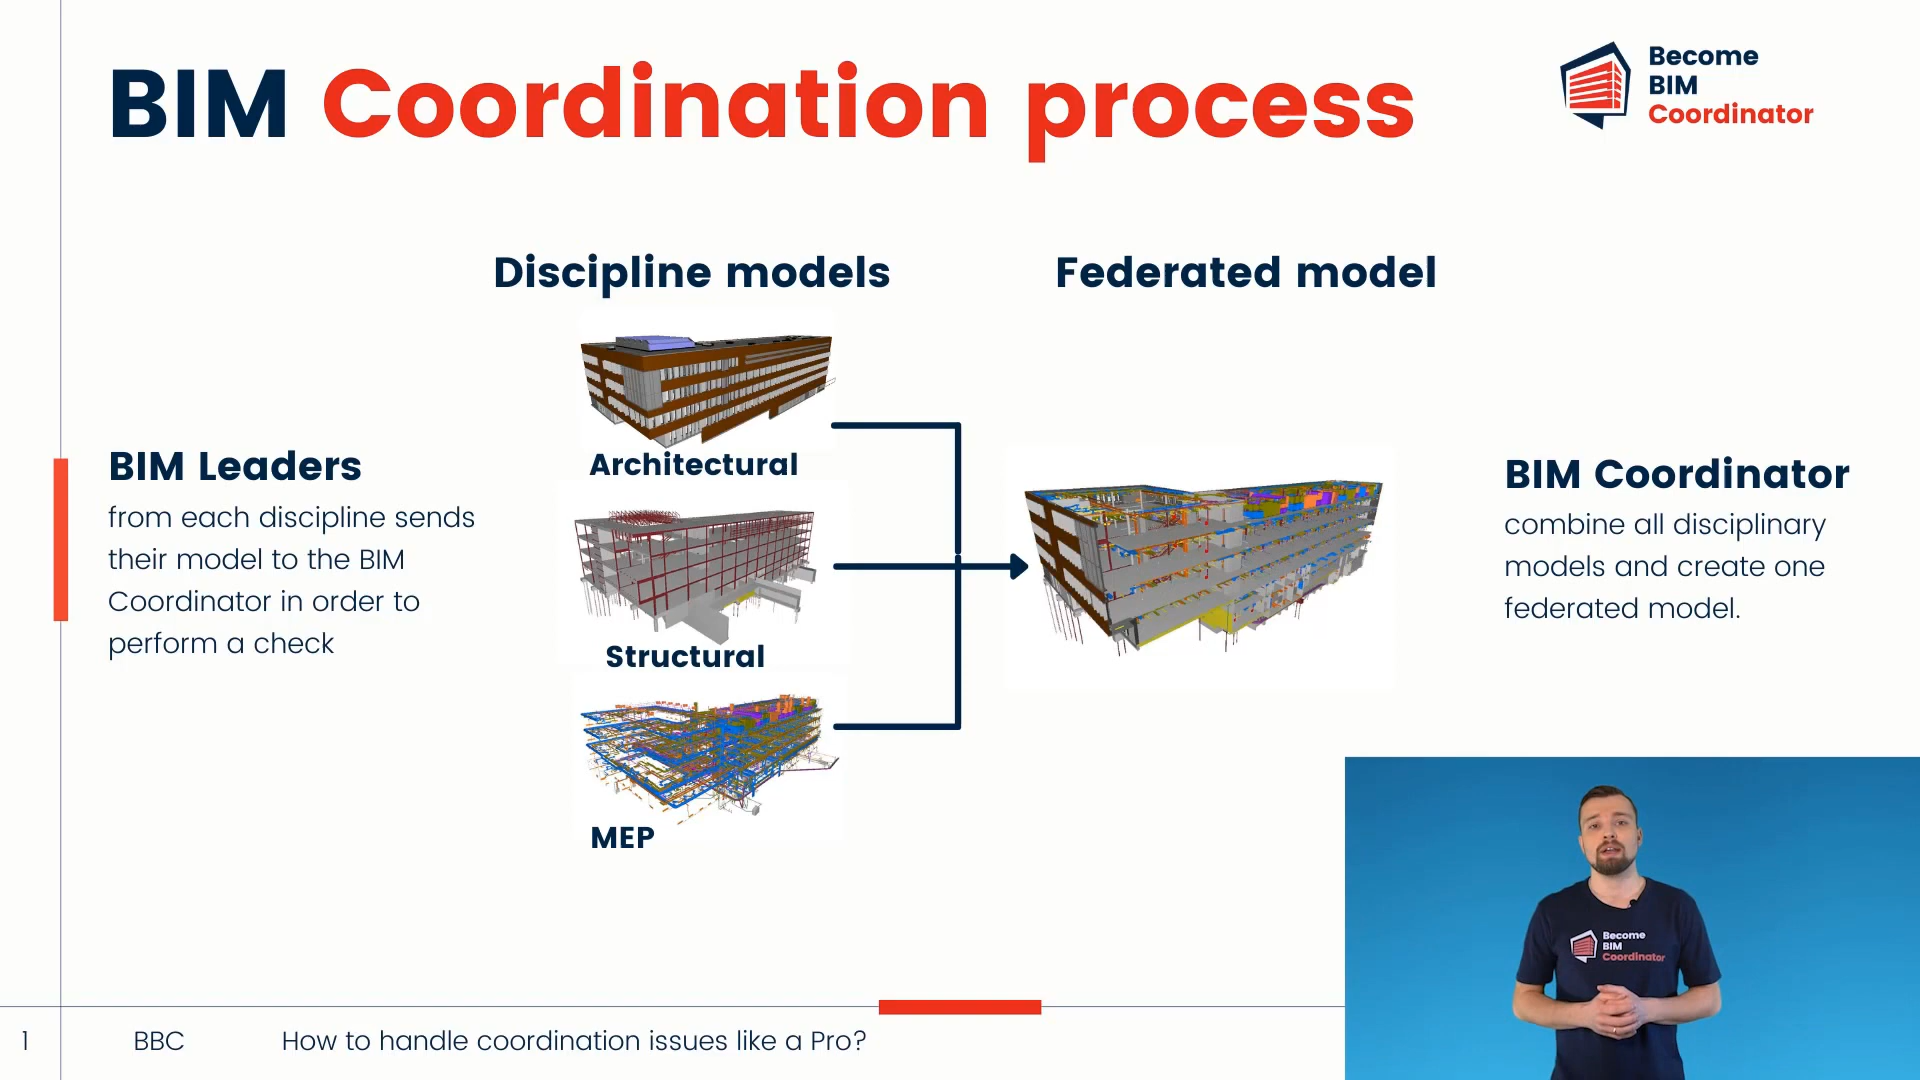 BIM Coordination process
Become
BIM
Coordinator
Discipline models
Federated model
BIM Leaders
from each discipline sends
their model to the BIM
Coordinator in order to
perform a check
Architectural
Structural
MEP
BIM Coordinator
combine all disciplinary
models and create one
federated model.
Become
BIM
Coordinator
1
BBC
How to handle coordination issues like a Pro?